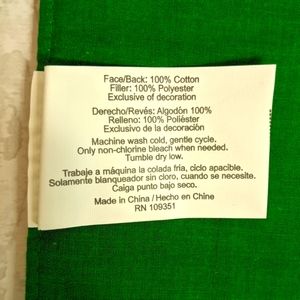 Face/Back: 100% Cotton
Filler: 100% Polyester
Exclusive of decoration
Derecho/Revés: Algodón 100%
Relleno: 100% Poliéster
Exclusivo de la decoración
Machine wash cold, gentle cycle.
Only non-chlorine bleach when needed.
Tumble dry low.
Trabaje a máquina la colada fria, ciclo apacible.
Solamente blanqueador sin cloro, cuando se necesite.
Caiga punto bajo seco.
Made in China / Hecho en Chine
RN 109351